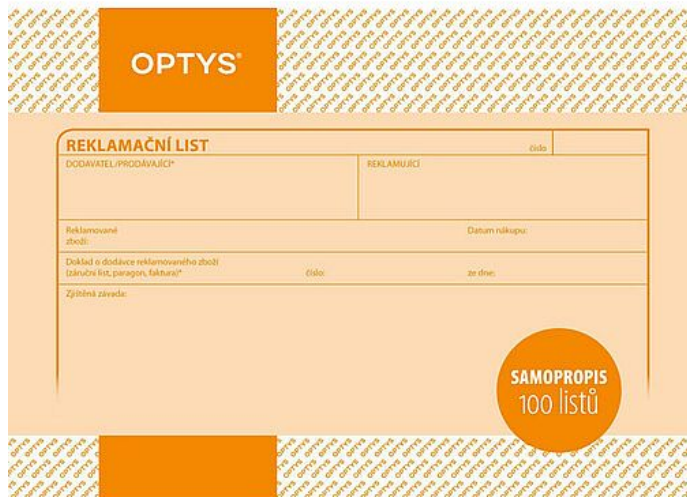 OPTYS®
REKLAMAČNÍ LIST
číslo
DODAVATEL/PRODÁVAJÍCÍ*
REKLAMUJÍCÍ
Reklamované
zboží:
Datum nákupu:
Doklad o dodávce reklamovaného zboží
(záruční list, paragon, faktura)*
číslo:
ze dne:
Zjištěná závada:
SAMOPROPIS
100 listů